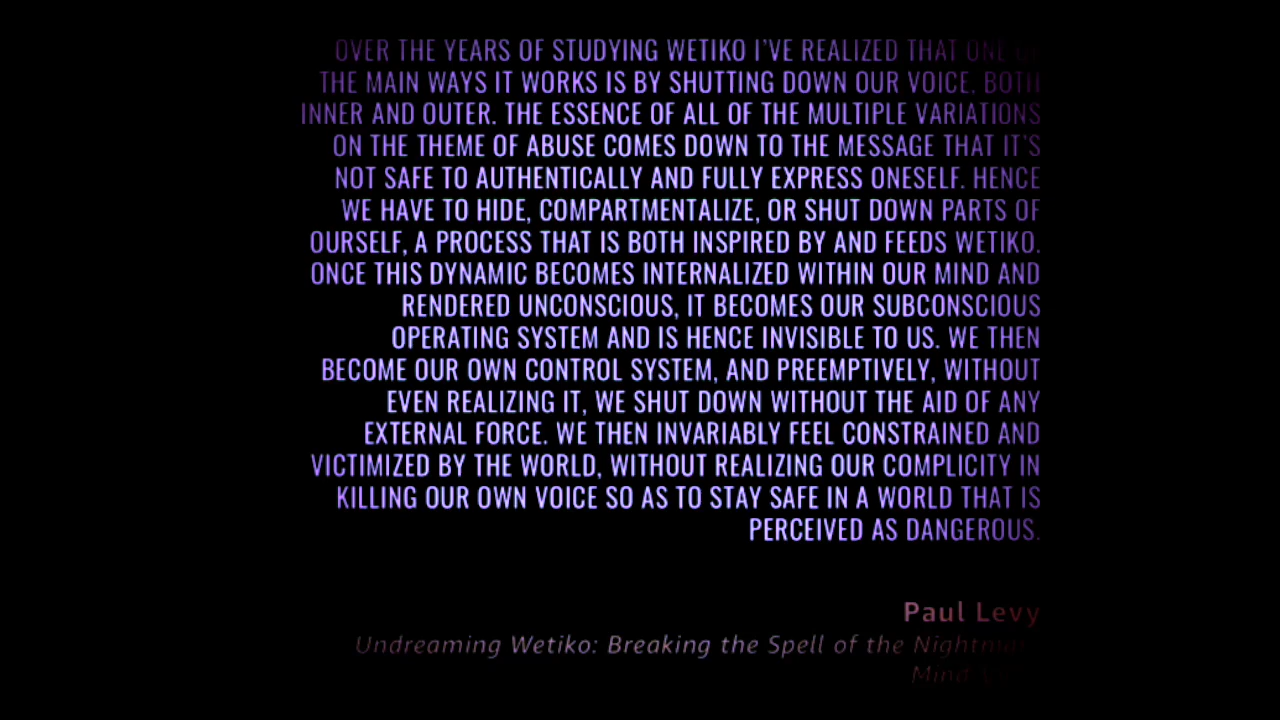 OVER THE YEARS OF STUDYING WETIKO I'VE REALIZED THAT ONE OF
THE MAIN WAYS IT WORKS IS BY SHUTTING DOWN OUR VOICE, BOTH
INNER AND OUTER. THE ESSENCE OF ALL OF THE MULTIPLE VARIATIONS
ON THE THEME OF ABUSE COMES DOWN TO THE MESSAGE THAT IT'S
NOT SAFE TO AUTHENTICALLY AND FULLY EXPRESS ONESELF. HENCE
WE HAVE TO HIDE, COMPARTMENTALIZE, OR SHUT DOWN PARTS OF
OURSELF, A PROCESS THAT IS BOTH INSPIRED BY AND FEEDS WETIKO.
ONCE THIS DYNAMIC BECOMES INTERNALIZED WITHIN OUR MIND AND
RENDERED UNCONSCIOUS, IT BECOMES OUR SUBCONSCIOUS
OPERATING SYSTEM AND IS HENCE INVISIBLE TO US. WE THEN
BECOME OUR OWN CONTROL SYSTEM, AND PREEMPTIVELY, WITHOUT
EVEN REALIZING IT, WE SHUT DOWN WITHOUT THE AID OF ANY
EXTERNAL FORCE. WE THEN INVARIABLY FEEL CONSTRAINED AND
VICTIMIZED BY THE WORLD, WITHOUT REALIZING OUR COMPLICITY IN
KILLING OUR OWN VOICE SO AS TO STAY SAFE IN A WORLD THAT IS
PERCEIVED AS DANGEROUS.
Paul Levy
Undreaming Wetiko: Breaking the Spell of the
Mind